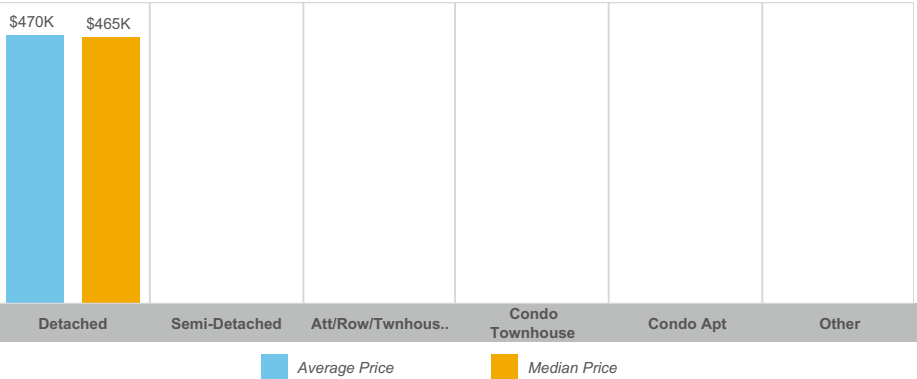 $470K
$465K
Detached
Semi-Detached
Att/Row/Twnhous..
Condo
Townhouse
Condo Apt
Other
Average Price
Median Price